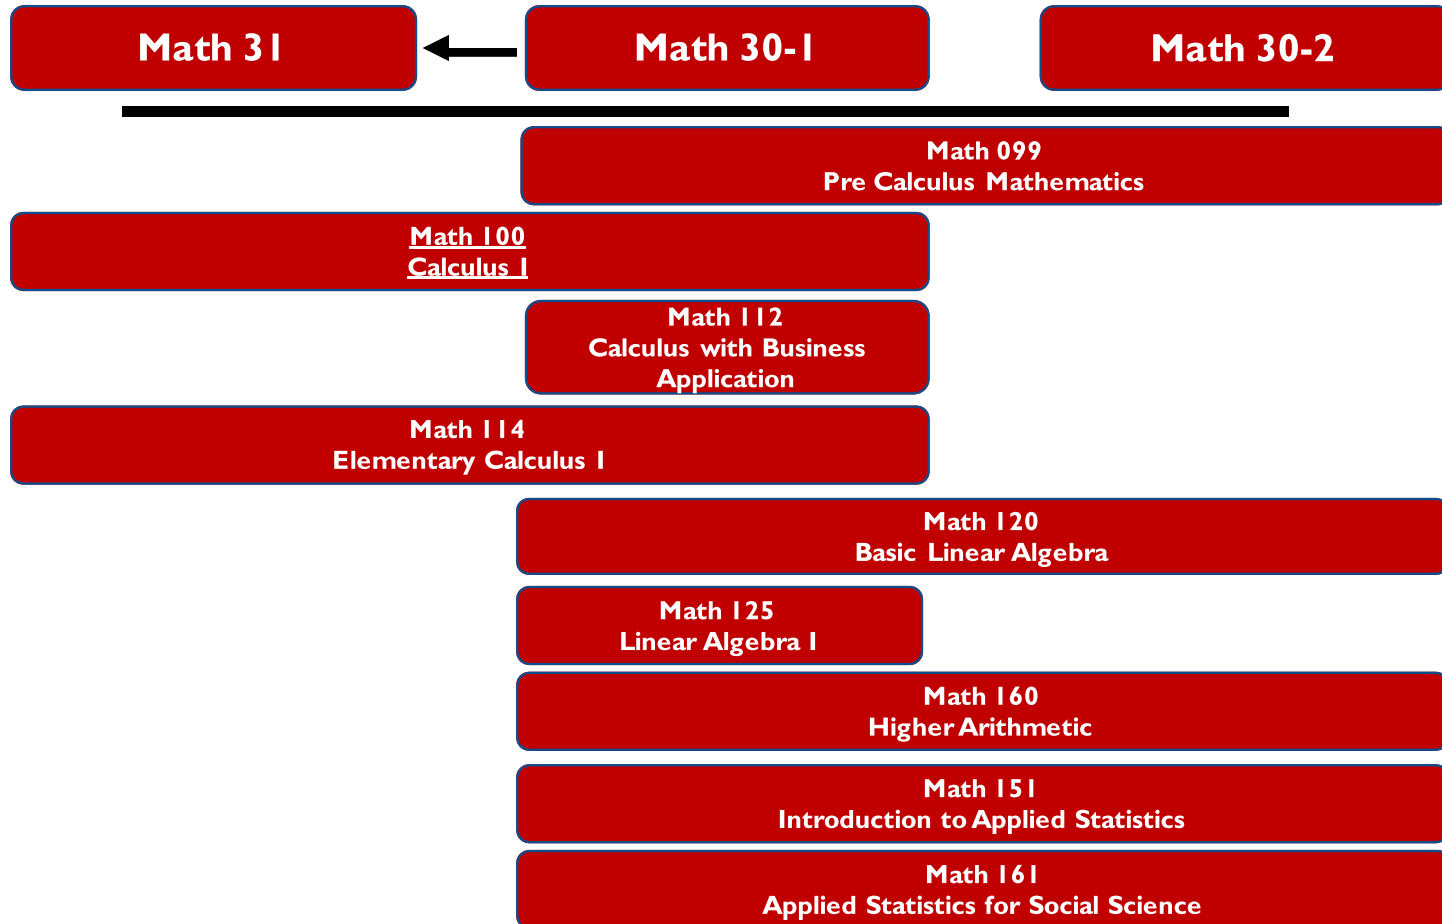 Math 31
Math 30-1
Math 30-2
Math 099
Pre Calculus Mathematics
Math 100
Calculus I
Math 112
Calculus with Business
Application
Math 114
Elementary Calculus I
Math 120
Basic Linear Algebra
Math 125
Linear Algebra I
Math 160
Higher Arithmetic
Math 151
Introduction to Applied Statistics
Math 161
Applied Statistics for Social Science